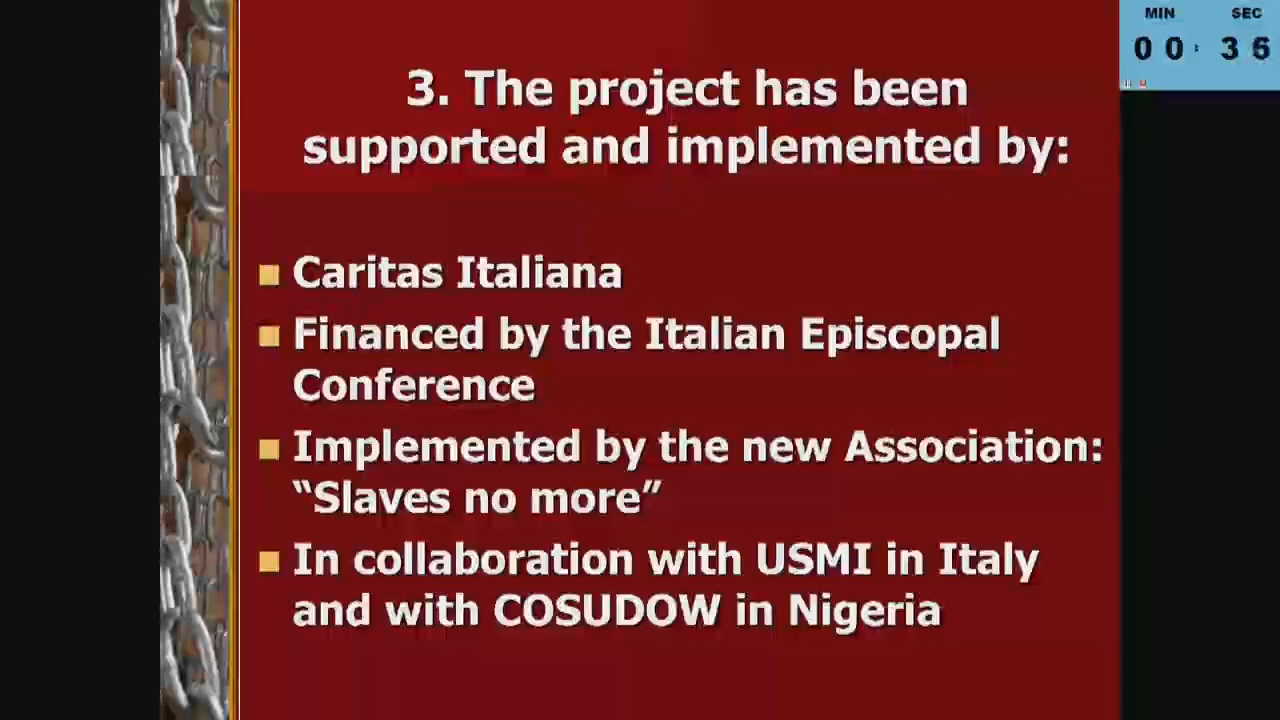 MIN SEC
00:36
3. The project has been
supported and implemented by:
Caritas Italiana
Financed by the Italian Episcopal
Conference
Implemented by the new Association:
“Slaves no more”
In collaboration with USMI in Italy
and with COSUDOW in Nigeria